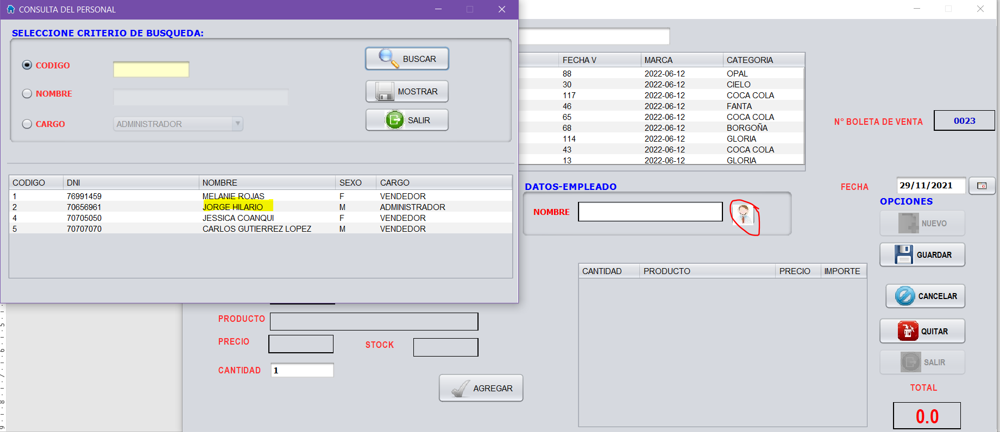 CONSULTA DEL PERSONAL
SELECCIONE CRITERIO DE BUSQUEDA:
CODIGO
BUSCAR
NOMBRE
MOSTRAR
CARGO
ADMINISTRADOR
SALIR
CODIGO DNI NOMBRE SEXO CARGO
1 76991459 MELANIE ROJAS F VENDEDOR
2 70656961 JORGE HILARIO M ADMINISTRADOR
4 70705050 JESSICA COANQUI F VENDEDOR
5 70707070 CARLOS GUTIERREZ LOPEZ M VENDEDOR
FECHA V MARCA CATEGORIA
88 2022-06-12 OPAL
30 2022-06-12 CIELO
117 2022-06-12 COCA COLA
46 2022-06-12 FANTA
65 2022-06-12 COCA COLA
68 2022-06-12 BORGOÑA
114 2022-06-12 GLORIA
43 2022-06-12 COCA COLA
13 2022-06-12 GLORIA
N° BOLETA DE VENTA 0023
DATOS-EMPLEADO
NOMBRE
FECHA 29/11/2021
OPCIONES
NUEVO
GUARDAR
CANCELAR
QUITAR
SALIR
CANTIDAD PRODUCTO PRECIO IMPORTE
PRODUCTO
PRECIO
STOCK
CANTIDAD 1
AGREGAR
TOTAL
0.0
5
6
7
8
9